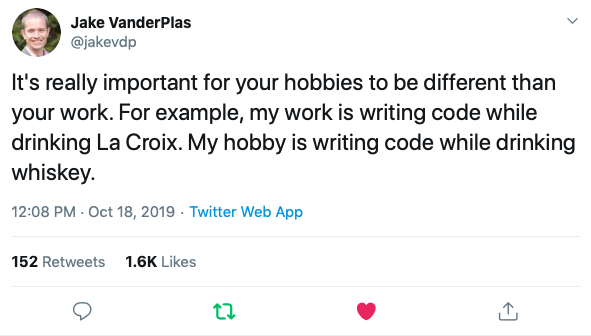 Jake VanderPlas
@jakevdp
It's really important for your hobbies to be different than
your work. For example, my work is writing code while
drinking La Croix. My hobby is writing code while drinking
whiskey.
12:08 PM · Oct 18, 2019 · Twitter Web App
152 Retweets 1.6K Likes